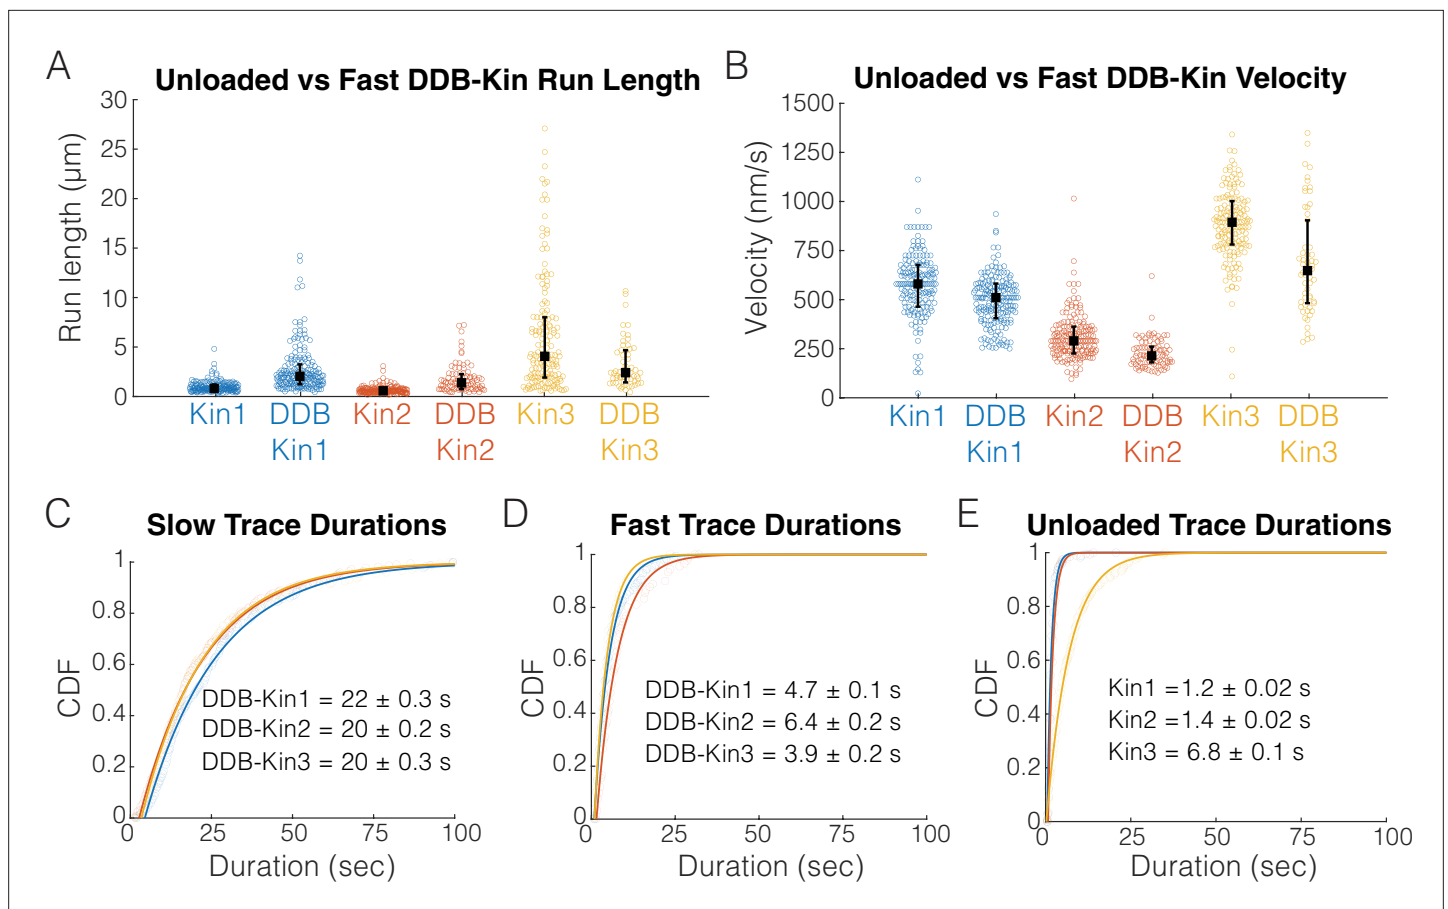 A
Unloaded vs Fast DDB-Kin Run Length
Run length (µm)
30
25
20
15
10
5
0
Kin1
DDB
Kin1
Kin2
DDB
Kin2
Kin3
DDB
Kin3
B
Unloaded vs Fast DDB-Kin Velocity
Velocity (nm/s)
1500
1250
1000
750
500
250
0
Kin1
DDB
Kin1
Kin2
DDB
Kin2
Kin3
DDB
Kin3
C
Slow Trace Durations
CDF
1
0.8
0.6
0.4
0.2
0
DDB-Kin1 = 22 ± 0.3 s
DDB-Kin2 = 20 ± 0.2 s
DDB-Kin3 = 20 ± 0.3 s
0 25 50 75 100
Duration (sec)
D
Fast Trace Durations
CDF
1
0.8
0.6
0.4
0.2
0
DDB-Kin1 = 4.7 ± 0.1 s
DDB-Kin2 = 6.4 ± 0.2 s
DDB-Kin3 = 3.9 ± 0.2 s
0 25 50 75 100
Duration (sec)
E
Unloaded Trace Durations
CDF
1
0.8
0.6
0.4
0.2
0
Kin1 =1.2 ± 0.02 s
Kin2 =1.4 ± 0.02 s
Kin3 = 6.8 ± 0.1 s
0 25 50 75 100
Duration (sec)